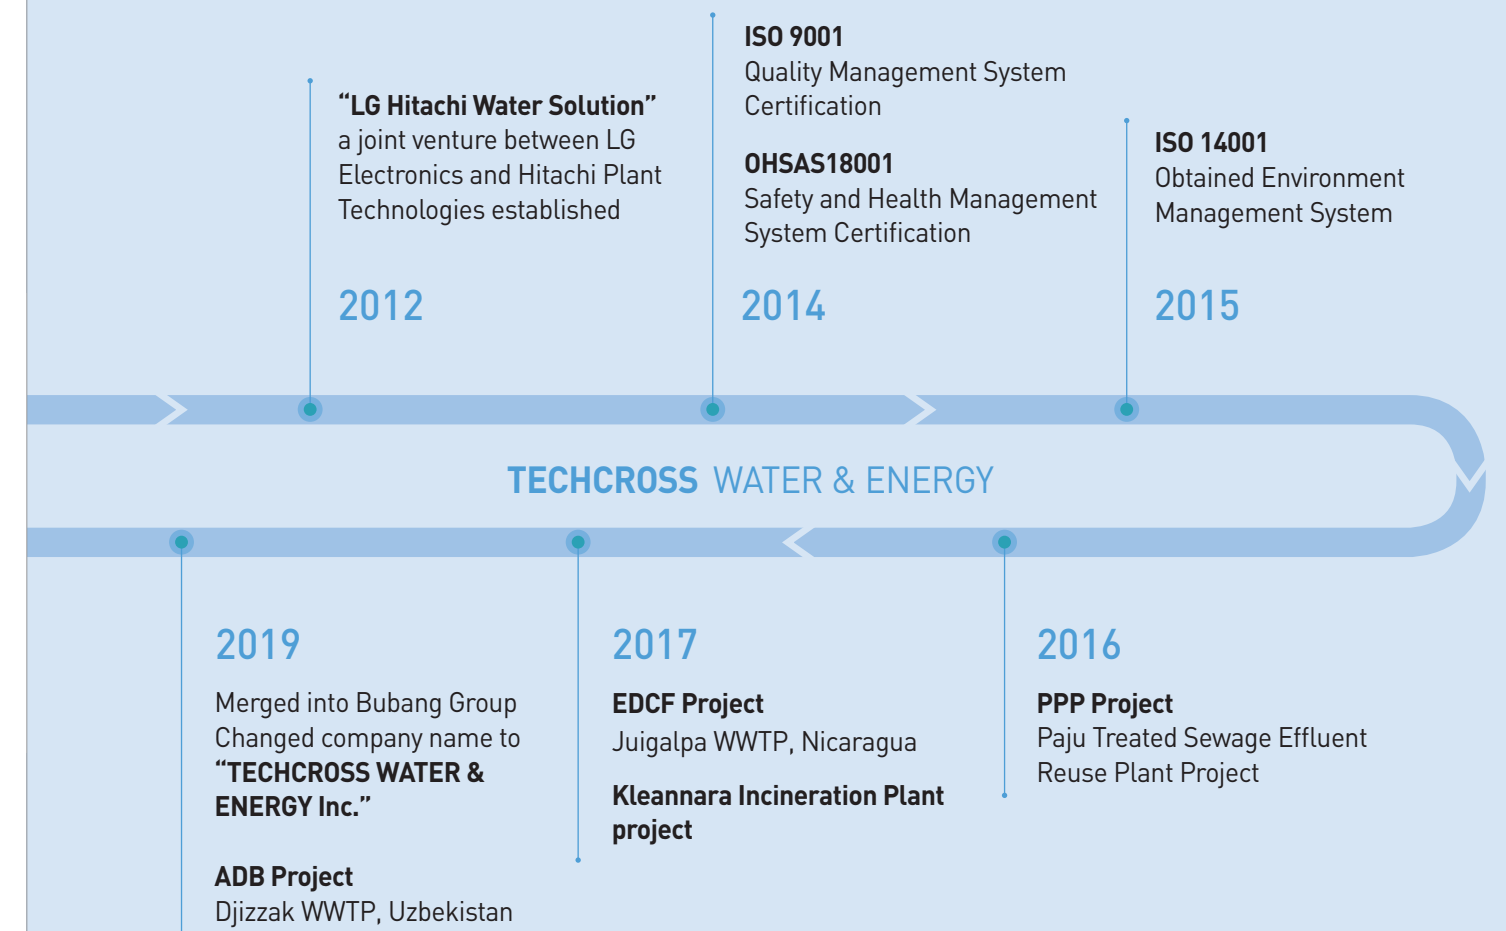 “LG Hitachi Water Solution”
a joint venture between LG
Electronics and Hitachi Plant
Technologies established
2012
ISO 9001
Quality Management System
Certification
OHSAS18001
Safety and Health Management
System Certification
2014
ISO 14001
Obtained Environment
Management System
2015
TECHCROSS WATER & ENERGY
2019
Merged into Bubang Group
Changed company name to
“TECHCROSS WATER &
ENERGY Inc.”
ADB Project
Djizzak WWTP, Uzbekistan
2017
EDCF Project
Juigalpa WWTP, Nicaragua
Kleannara Incineration Plant
project
2016
PPP Project
Paju Treated Sewage Effluent
Reuse Plant Project